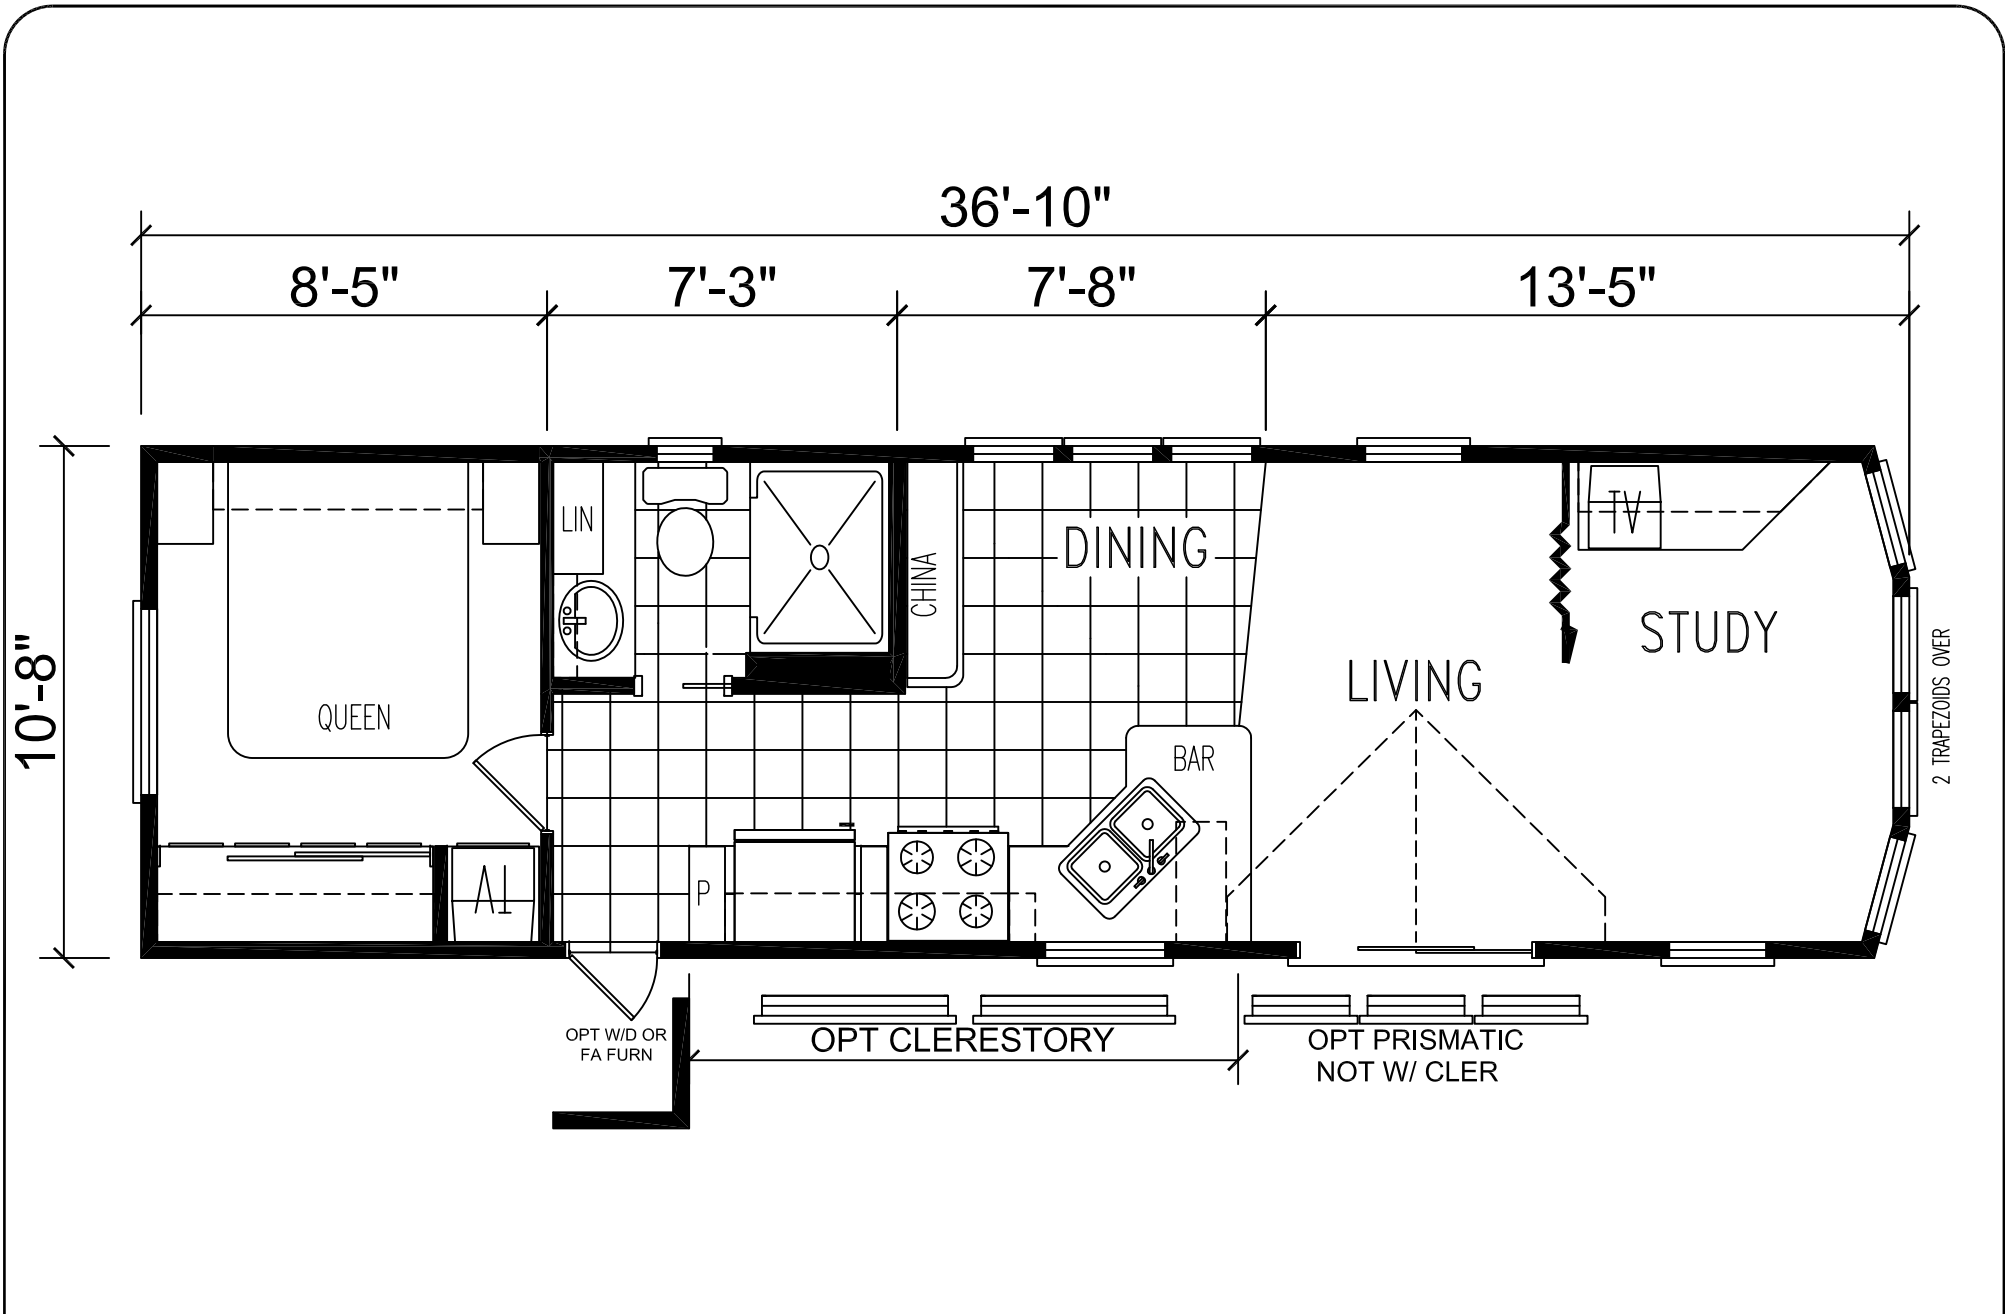 36'-10"
8'-5"
7'-3"
7'-8"
13'-5"
10'-8"
LIN
TV
CHINA
DINING
STUDY
LIVING
QUEEN
BAR
2 TRAPEZOIDS OVER
TV
P
OPT W/D OR
FA FURN
OPT CLERESTORY
OPT PRISMATIC
NOT W/ CLER